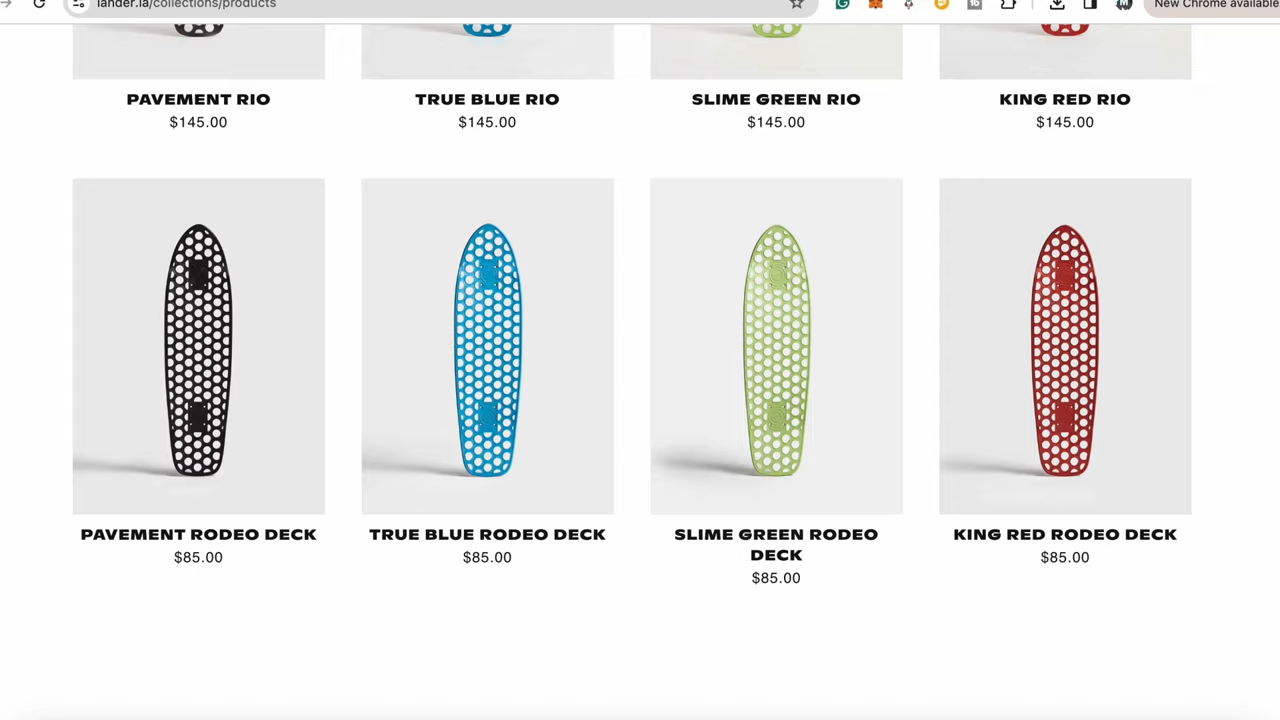 lander.la/collections/products
New Chrome available
PAVEMENT RIO
$145.00
TRUE BLUE RIO
$145.00
SLIME GREEN RIO
$145.00
KING RED RIO
$145.00
PAVEMENT RODEO DECK
$85.00
TRUE BLUE RODEO DECK
$85.00
SLIME GREEN RODEO
DECK
$85.00
KING RED RODEO DECK
$85.00